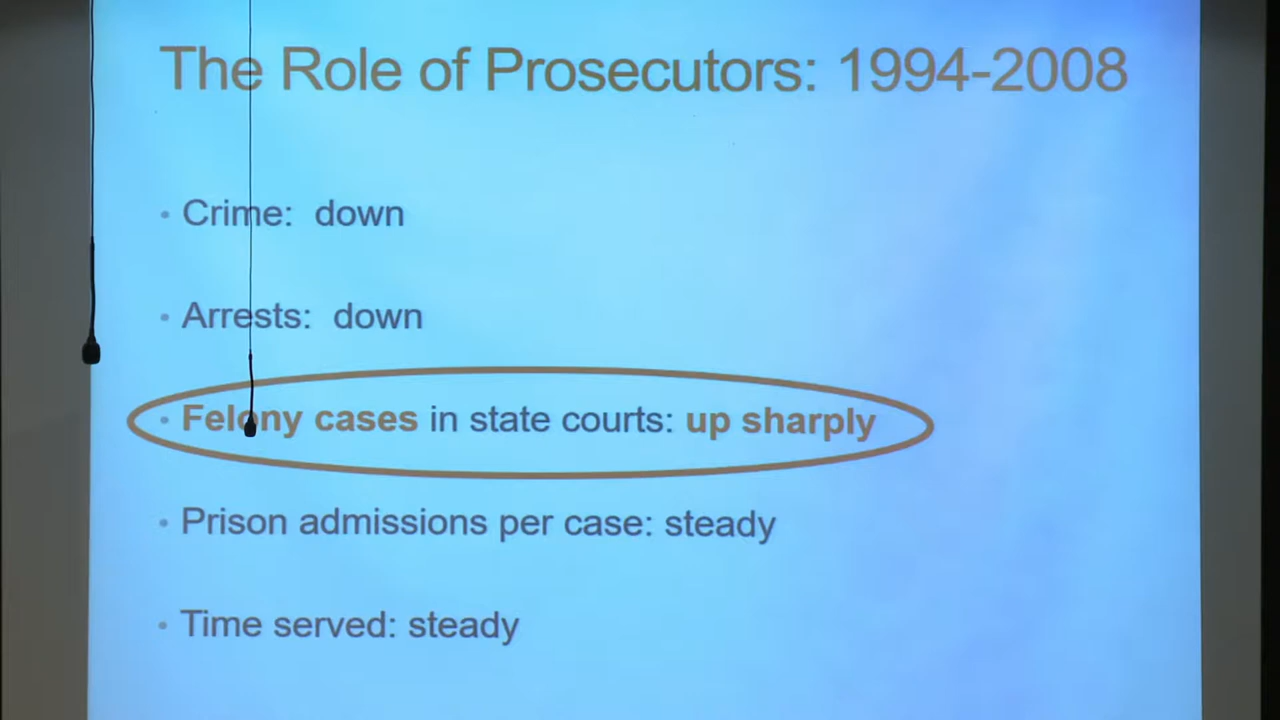 The Role of Prosecutors: 1994-2008
• Crime: down
• Arrests: down
• Felony cases in state courts: up sharply
• Prison admissions per case: steady
• Time served: steady